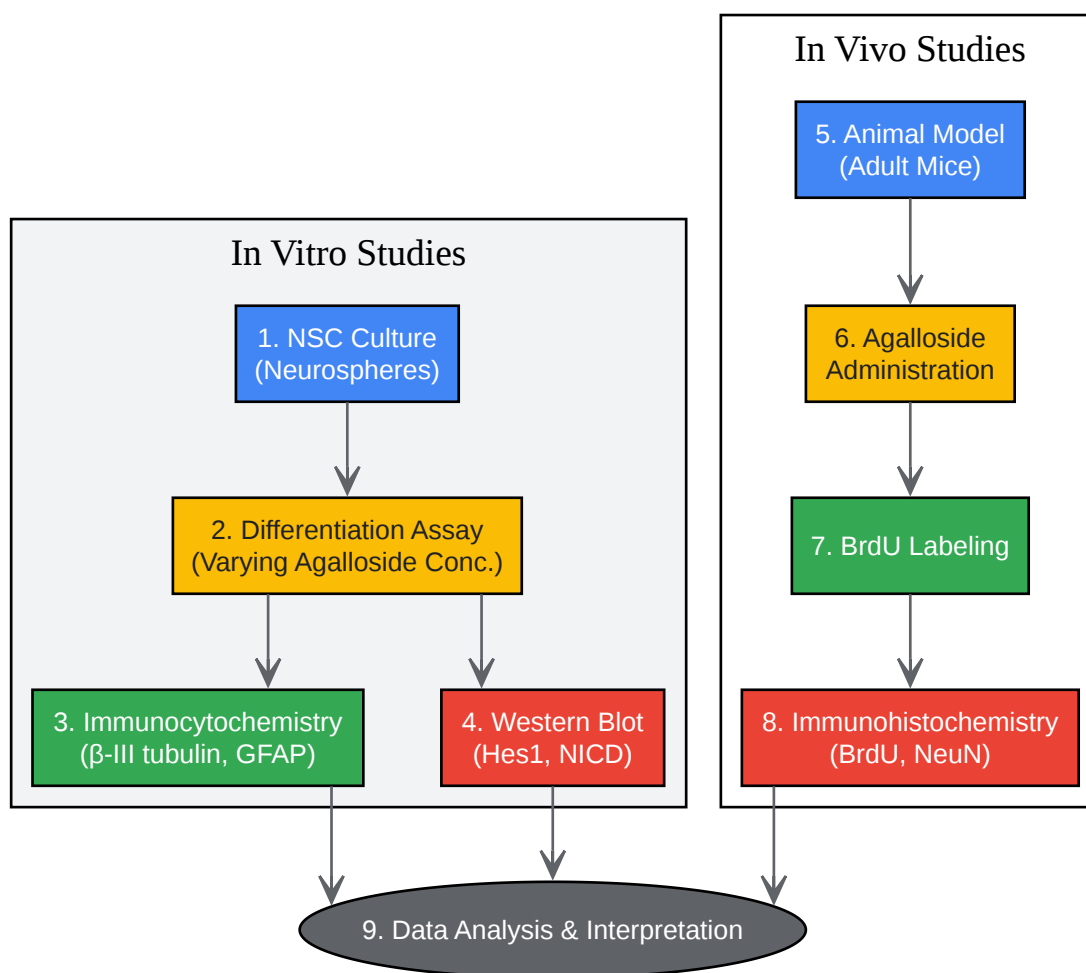 In Vitro Studies
1. NSC Culture
(Neurospheres)
2. Differentiation Assay
(Varying Agalloside Conc.)
3. Immunocytochemistry
(β-III tubulin, GFAP)
4. Western Blot
(Hes1, NICD)
In Vivo Studies
5. Animal Model
(Adult Mice)
6. Agalloside
Administration
7. BrdU Labeling
8. Immunohistochemistry
(BrdU, NeuN)
9. Data Analysis & Interpretation